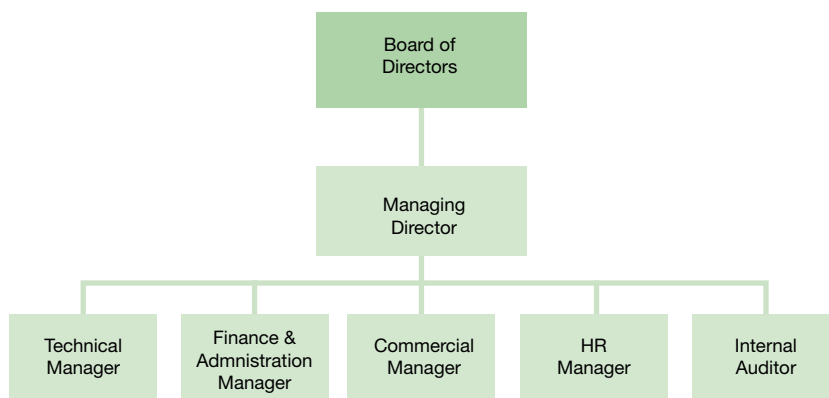 Board of
Directors
Managing
Director
Technical
Manager
Finance &
Admnistration
Manager
Commercial
Manager
HR
Manager
Internal
Auditor